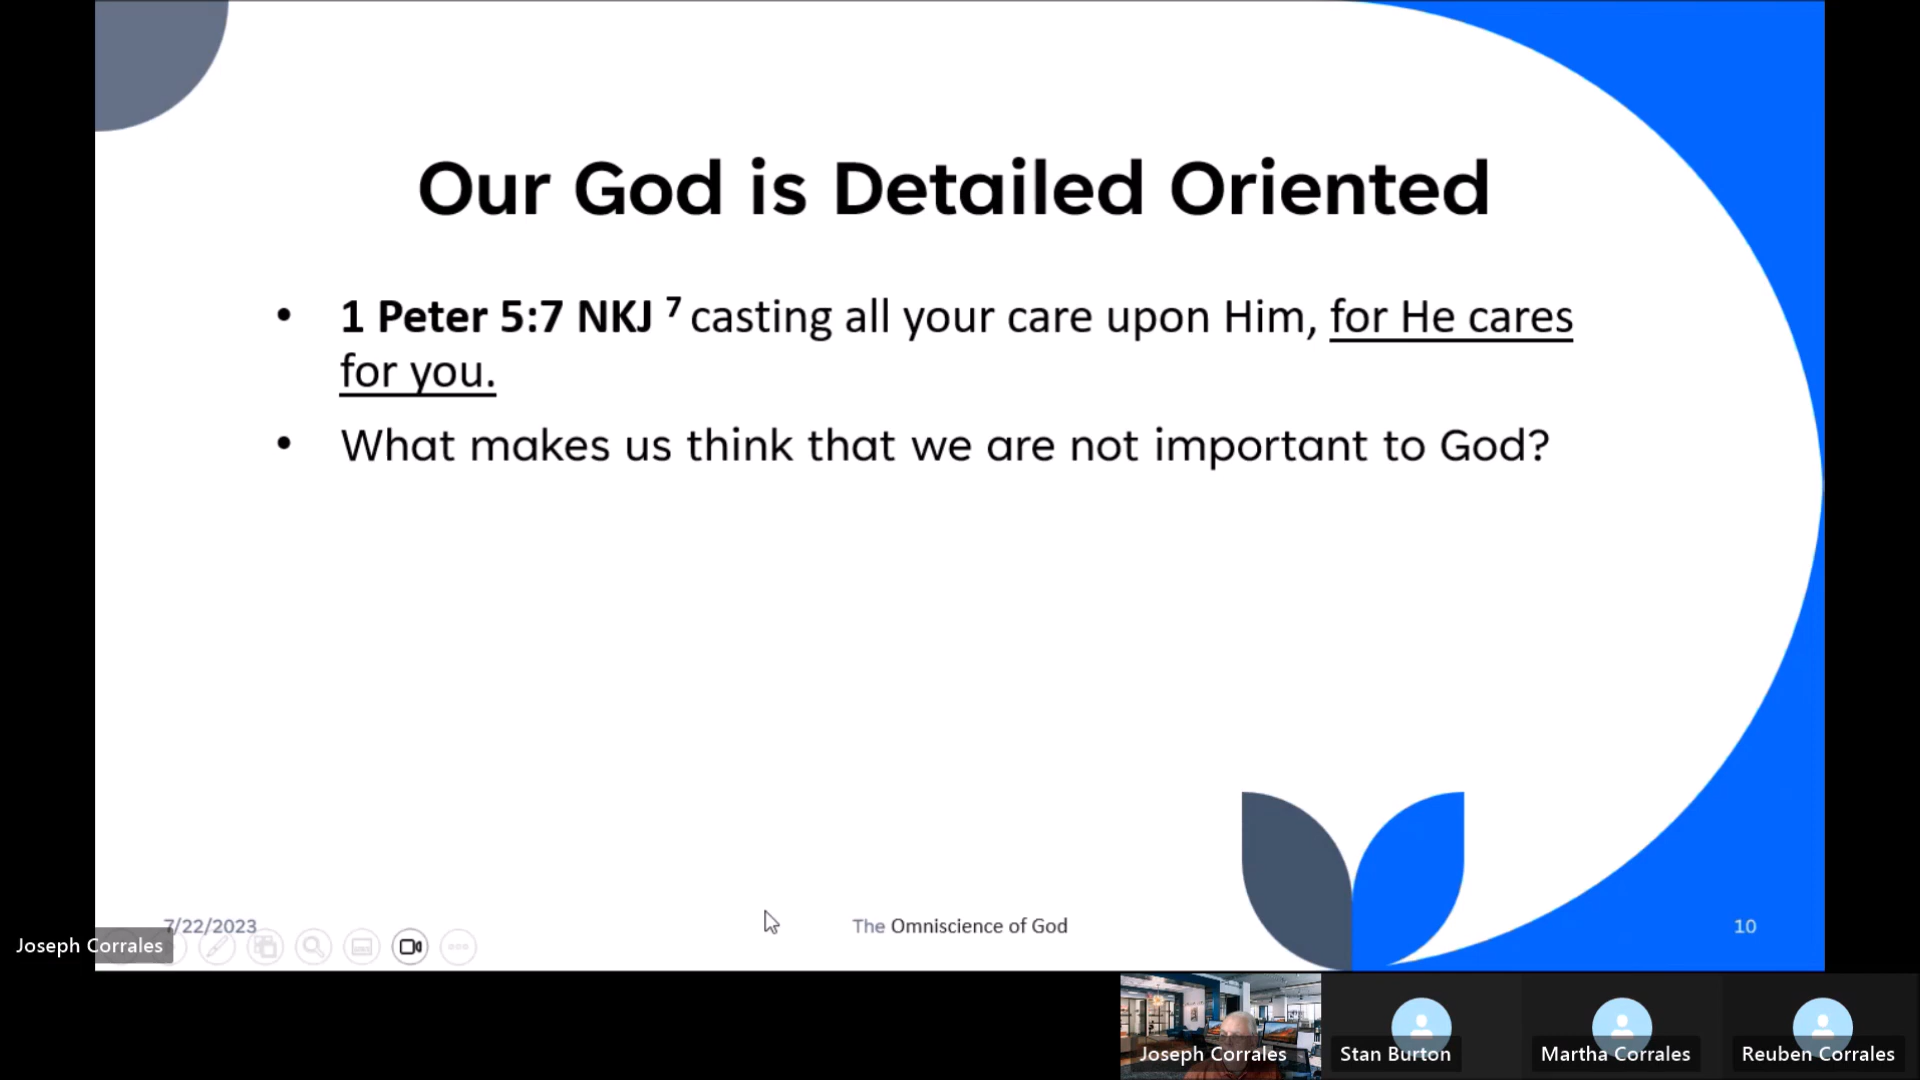 Our God is Detailed Oriented
• 1 Peter 5:7 NKJ ⁷ casting all your care upon Him, for He cares
for you.
• What makes us think that we are not important to God?
7/22/2023
The Omniscience of God
10
Joseph Corrales
Joseph Corrales
Stan Burton
Martha Corrales
Reuben Corrales